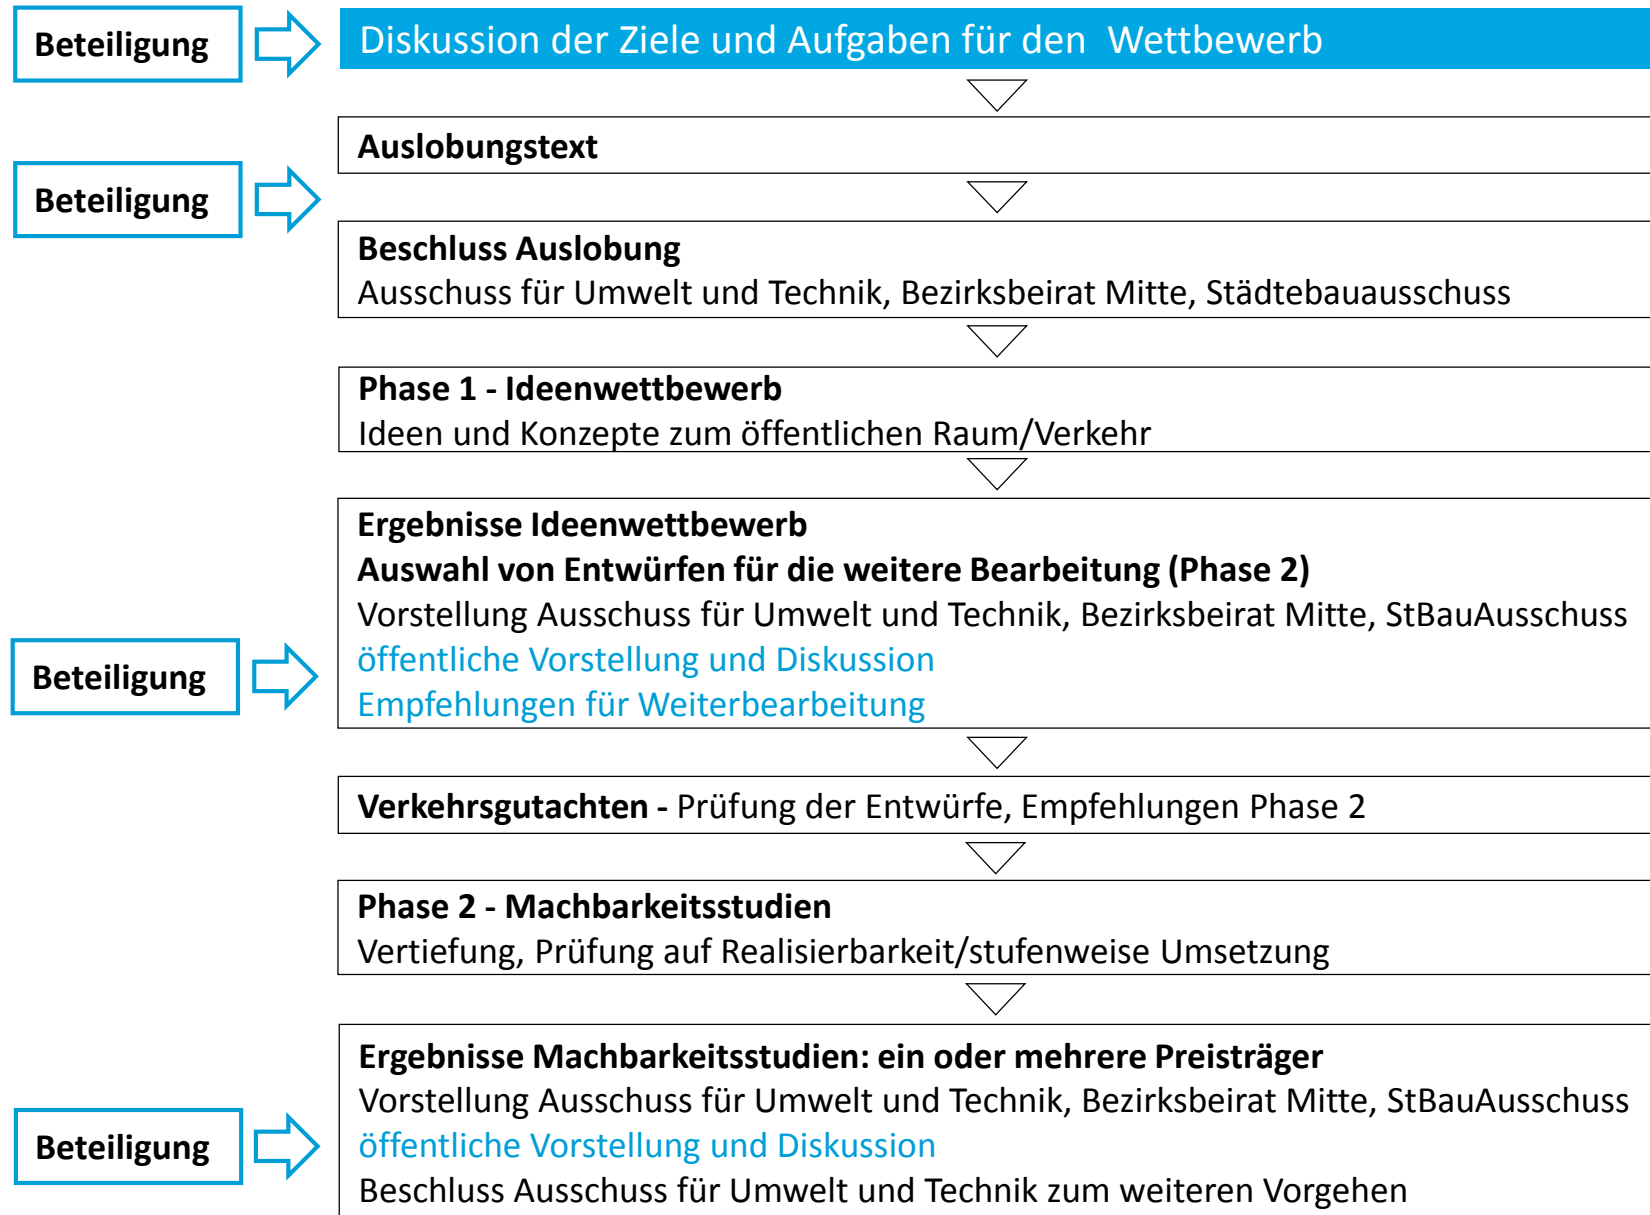 Beteiligung
Diskussion der Ziele und Aufgaben für den Wettbewerb
Auslobungstext
Beteiligung
Beschluss Auslobung
Ausschuss für Umwelt und Technik, Bezirksbeirat Mitte, Städtebauausschuss
Phase 1 - Ideenwettbewerb
Ideen und Konzepte zum öffentlichen Raum/Verkehr
Ergebnisse Ideenwettbewerb
Auswahl von Entwürfen für die weitere Bearbeitung (Phase 2)
Vorstellung Ausschuss für Umwelt und Technik, Bezirksbeirat Mitte, StBauAusschuss
öffentliche Vorstellung und Diskussion
Empfehlungen für Weiterbearbeitung
Beteiligung
Verkehrsgutachten - Prüfung der Entwürfe, Empfehlungen Phase 2
Phase 2 - Machbarkeitsstudien
Vertiefung, Prüfung auf Realisierbarkeit/stufenweise Umsetzung
Ergebnisse Machbarkeitsstudien: ein oder mehrere Preisträger
Vorstellung Ausschuss für Umwelt und Technik, Bezirksbeirat Mitte, StBauAusschuss
öffentliche Vorstellung und Diskussion
Beschluss Ausschuss für Umwelt und Technik zum weiteren Vorgehen
Beteiligung